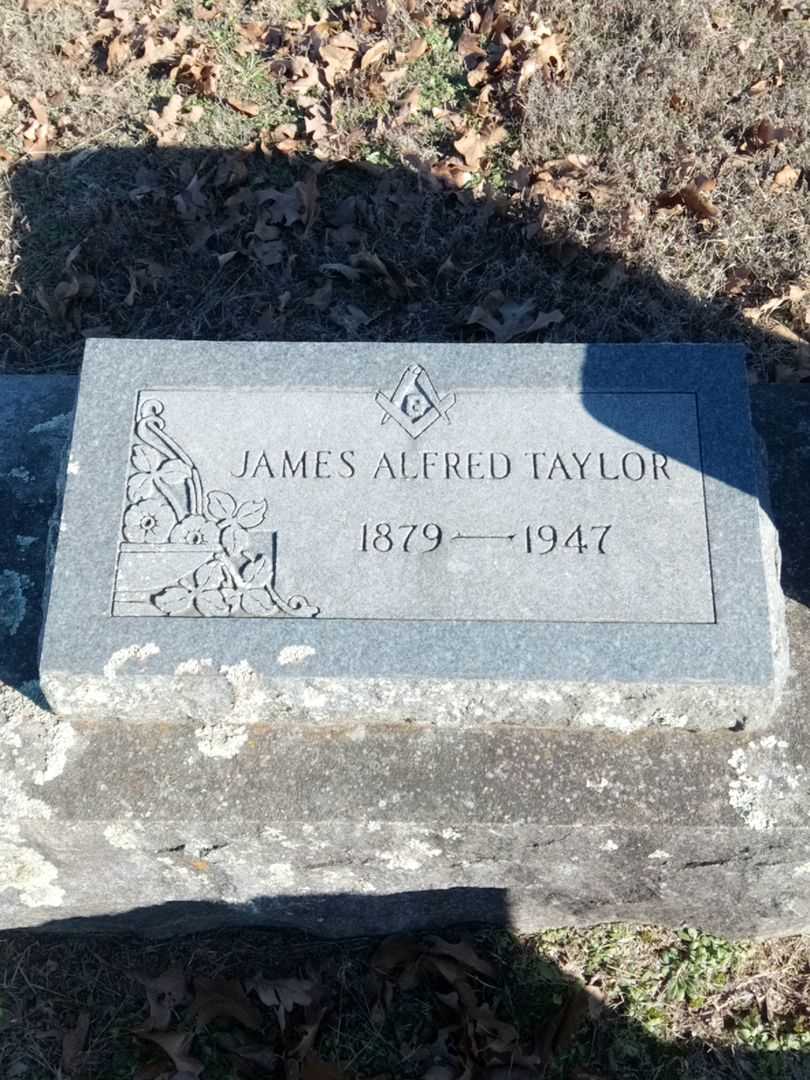 G
JAMES ALFRED TAYLOR
1879 — 1947